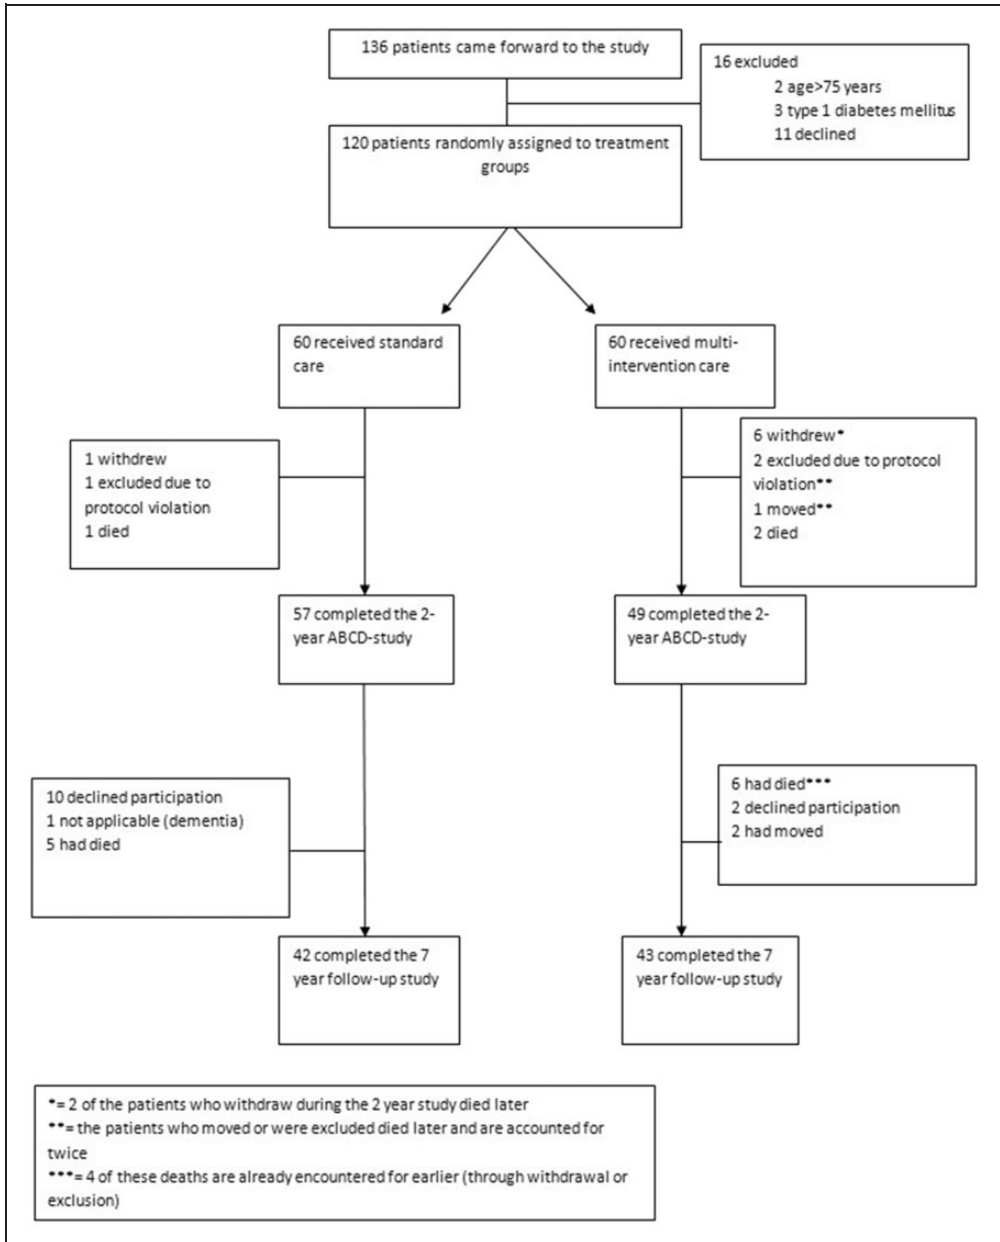 136 patients came forward to the study
16 excluded
2 age>75 years
3 type 1 diabetes mellitus
11 declined
120 patients randomly assigned to treatment
groups
60 received standard
care
60 received multi-
intervention care
1 withdrew
1 excluded due to
protocol violation
1 died
6 withdrew*
2 excluded due to protocol
violation**
1 moved**
2 died
57 completed the 2-
year ABCD-study
49 completed the 2-
year ABCD-study
10 declined participation
1 not applicable (dementia)
5 had died
6 had died***
2 declined participation
2 had moved
42 completed the 7
year follow-up study
43 completed the 7
year follow-up study
*= 2 of the patients who withdraw during the 2 year study died later
**= the patients who moved or were excluded died later and are accounted for
twice
***= 4 of these deaths are already encountered for earlier (through withdrawal or
exclusion)